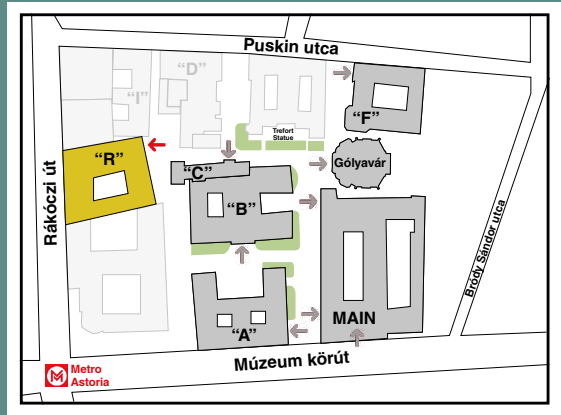 Puskin utca
"D"
"I"
"F"
Trefort
Statue
"R"
Gólyavár
"C"
"B"
Rákóczi út
Bródy Sándor utca
MAIN
"A"
Múzeum körút
Metro
Astoria